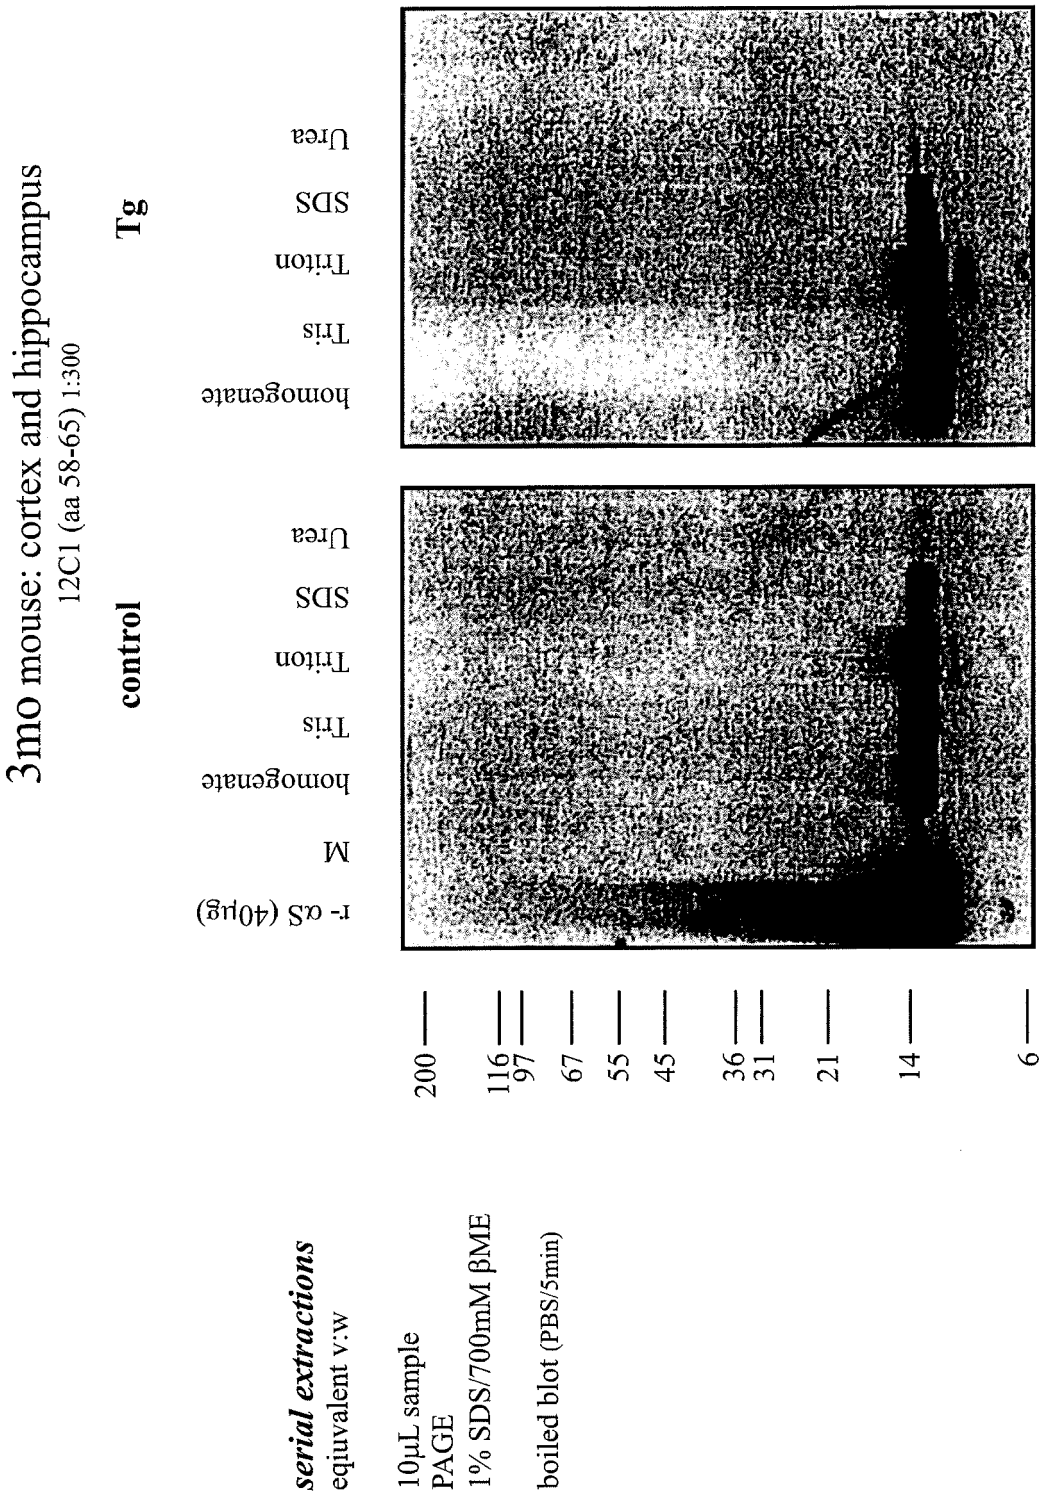 3mo mouse: cortex and hippocampus
12C1 (aa 58-65) 1:300
control
Tg
r- αS (40µg)
M
homogenate
Tris
Triton
SDS
Urea
homogenate
Tris
Triton
SDS
Urea
serial extractions
eqiuvalent v:w
10µL sample
PAGE
1% SDS/700mM βME
boiled blot (PBS/5min)
200
116
97
67
55
45
36
31
21
14
6